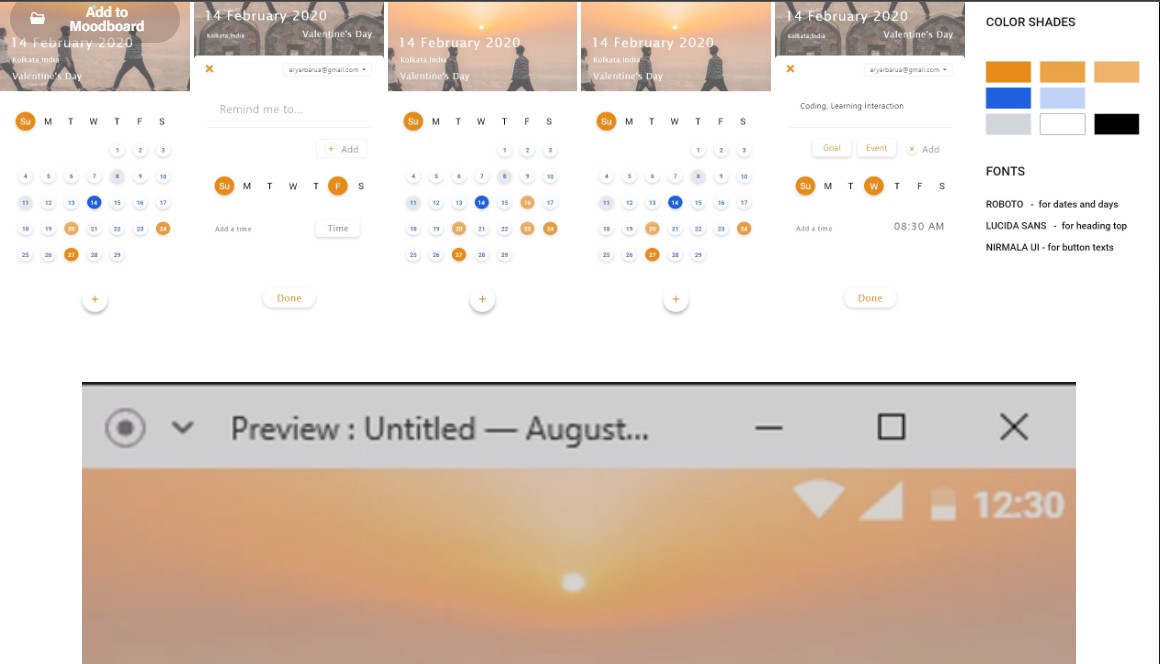 Add to
Moodboard
14 February 2020
Kolkata,India
Valentine's Day
Su M T W T F S
1 2 3
4 5 6 7 8 9 10
11 12 13 14 15 16 17
18 19 20 21 22 23 24
25 26 27 28 29
+
14 February 2020
Kolkata,India Valentine's Day
× aryarbarua@gmail.com
Remind me to...
+ Add
Su M T W T F S
Add a time Time
Done
14 February 2020
Kolkata,India
Valentine's Day
Su M T W T F S
1 2 3
4 5 6 7 8 9 10
11 12 13 14 15 16 17
18 19 20 21 22 23 24
25 26 27 28 29
+
14 February 2020
Kolkata,India
Valentine's Day
Su M T W T F S
1 2 3
4 5 6 7 8 9 10
11 12 13 14 15 16 17
18 19 20 21 22 23 24
25 26 27 28 29
+
14 February 2020
Kolkata,India Valentine's Day
× aryarbarua@gmail.com
Coding, Learning Interaction
Goal Event × Add
Su M T W T F S
Add a time 08:30 AM
Done
COLOR SHADES
FONTS
ROBOTO - for dates and days
LUCIDA SANS - for heading top
NIRMALA UI - for button texts
Preview : Untitled — August...
12:30